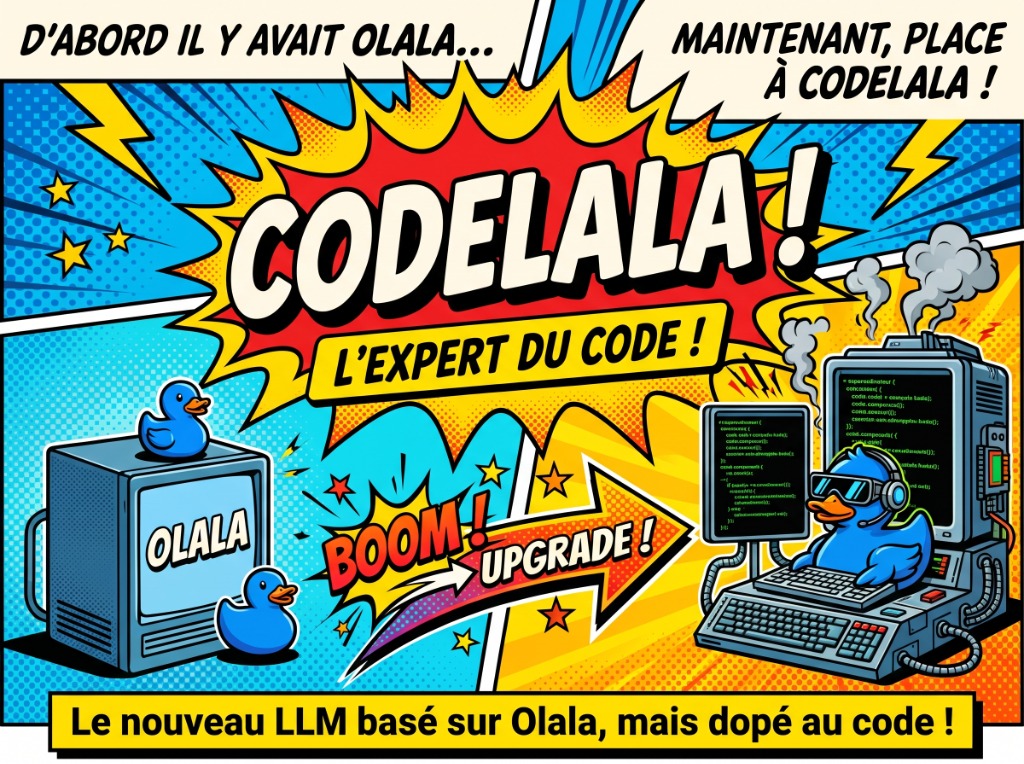 D'ABORD IL Y AVAIT OLALA...
MAINTENANT, PLACE
À CODELALA !
CODELALA !
L'EXPERT DU CODE !
OLALA
BOOM !
UPGRADE !
Le nouveau LLM basé sur Olala, mais dopé au code !